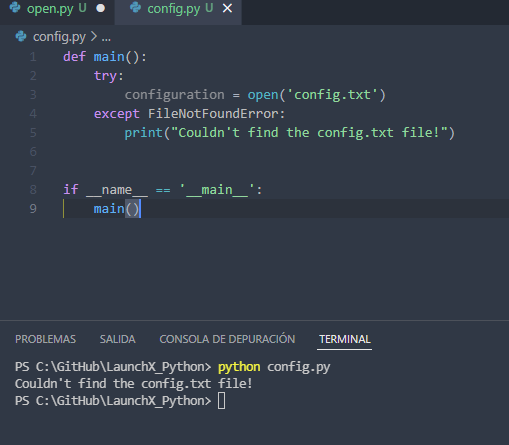 open.py U
config.py U
config.py > ...
1 def main():
2 try:
3 configuration = open('config.txt')
4 except FileNotFoundError:
5 print("Couldn't find the config.txt file!")
6
7
8 if __name__ == '__main__':
9 main()
PROBLEMAS SALIDA CONSOLA DE DEPURACIÓN TERMINAL
PS C:\GitHub\LaunchX_Python> python config.py
Couldn't find the config.txt file!
PS C:\GitHub\LaunchX_Python>